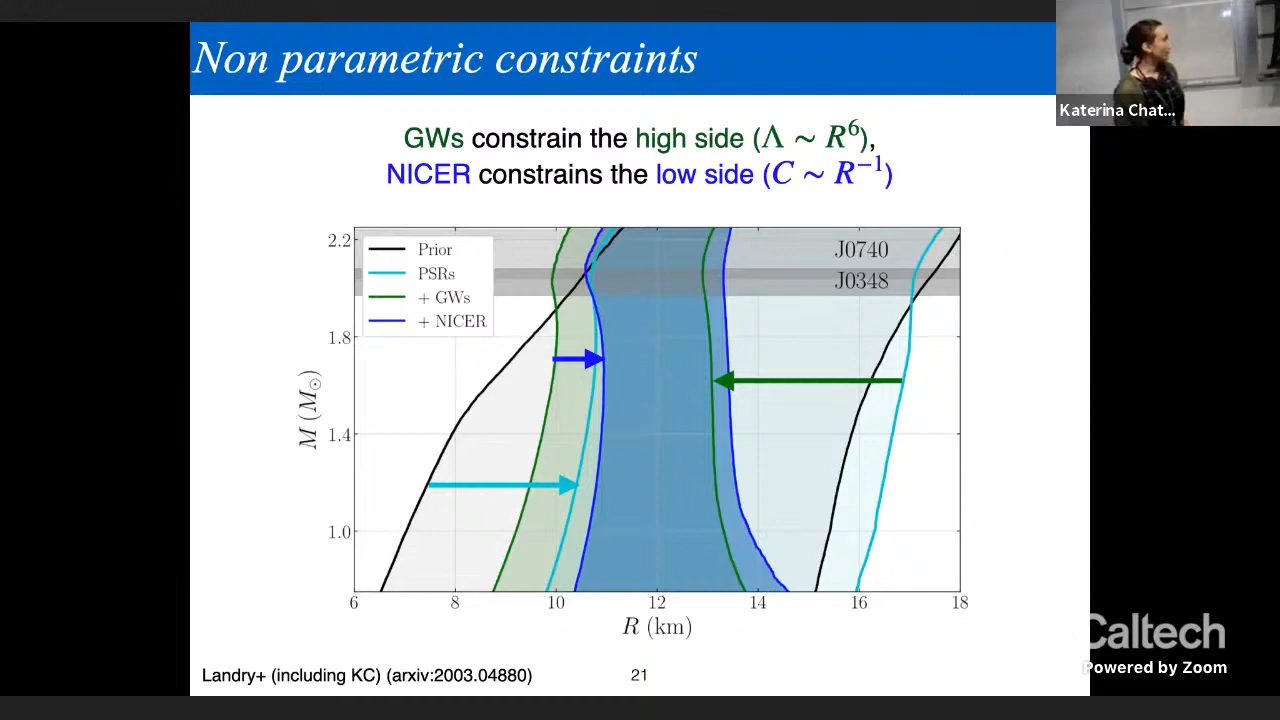 Non parametric constraints
Katerina Chat...
GWs constrain the high side (Λ ~ R⁶),
NICER constrains the low side (C ~ R⁻¹)
Prior
PSRs
+ GWs
+ NICER
J0740
J0348
2.2
1.8
1.4
1.0
M (M⊙)
6 8 10 12 14 16 18
R (km)
Landry+ (including KC) (arxiv:2003.04880)
21
Caltech
Powered by Zoom